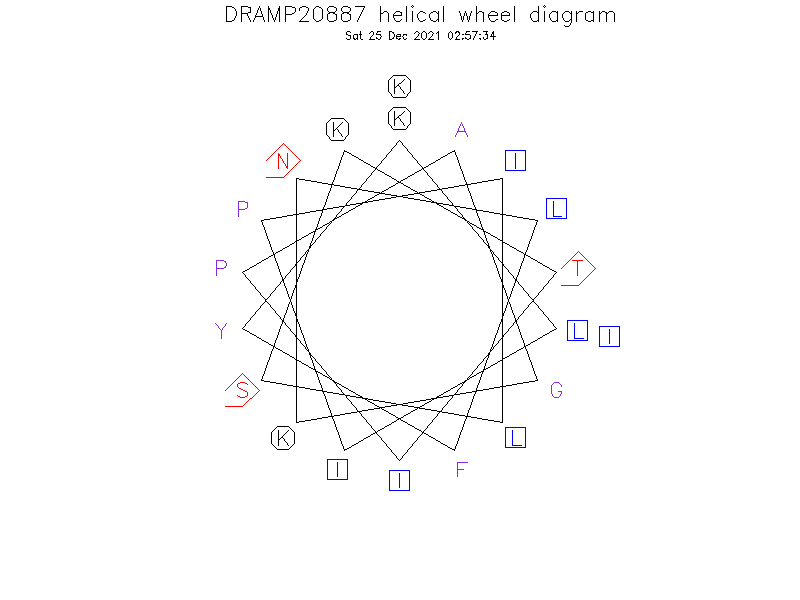 DRAMP20887 helical wheel diagram
Sat 25 Dec 2021 02:57:34
K
K
K A
N I
P L
P T
Y L I
S G
K L
I I F